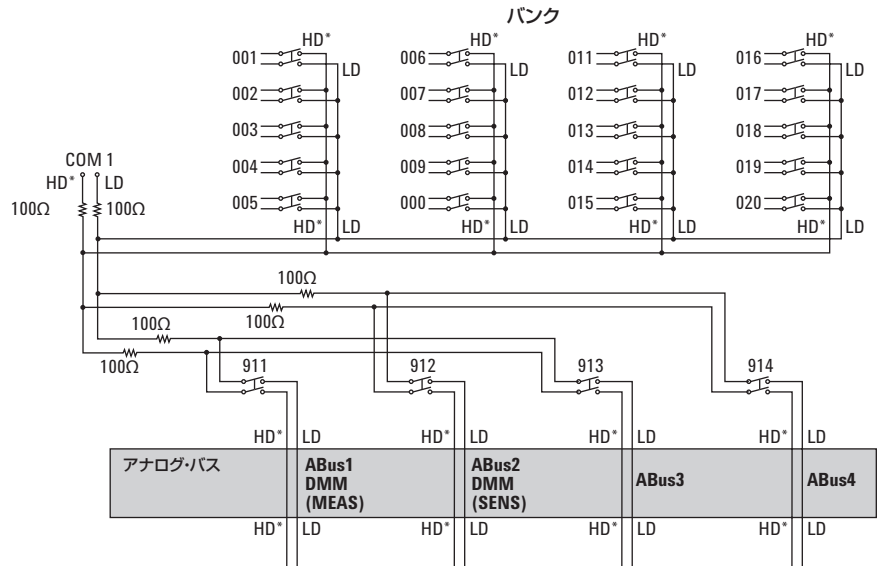 バンク
HD* HD* HD* HD*
001 006 011 016
LD LD LD LD
002 007 012 017
003 008 013 018
COM 1
004 009 014 019
HD* LD
005 000 015 020
100Ω 100Ω
HD* LD HD* LD HD* LD HD* LD
100Ω
100Ω
100Ω
100Ω
911 912 913 914
HD* LD HD* LD HD* LD HD* LD
アナログ・バス
ABus1
DMM
(MEAS)
ABus2
DMM
(SENS)
ABus3
ABus4
HD* LD HD* LD HD* LD HD* LD